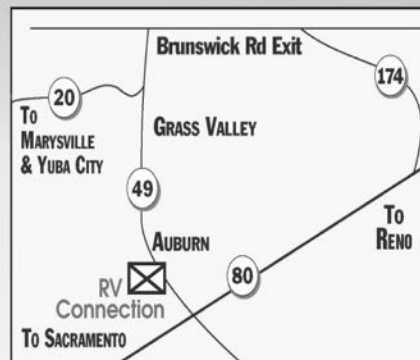 Brunswick Rd Exit
174
20
TO
MARYSVILLE
& YUBA CITY
GRASS VALLEY
49
TO
RENO
AUBURN
80
RV
Connection
TO SACRAMENTO